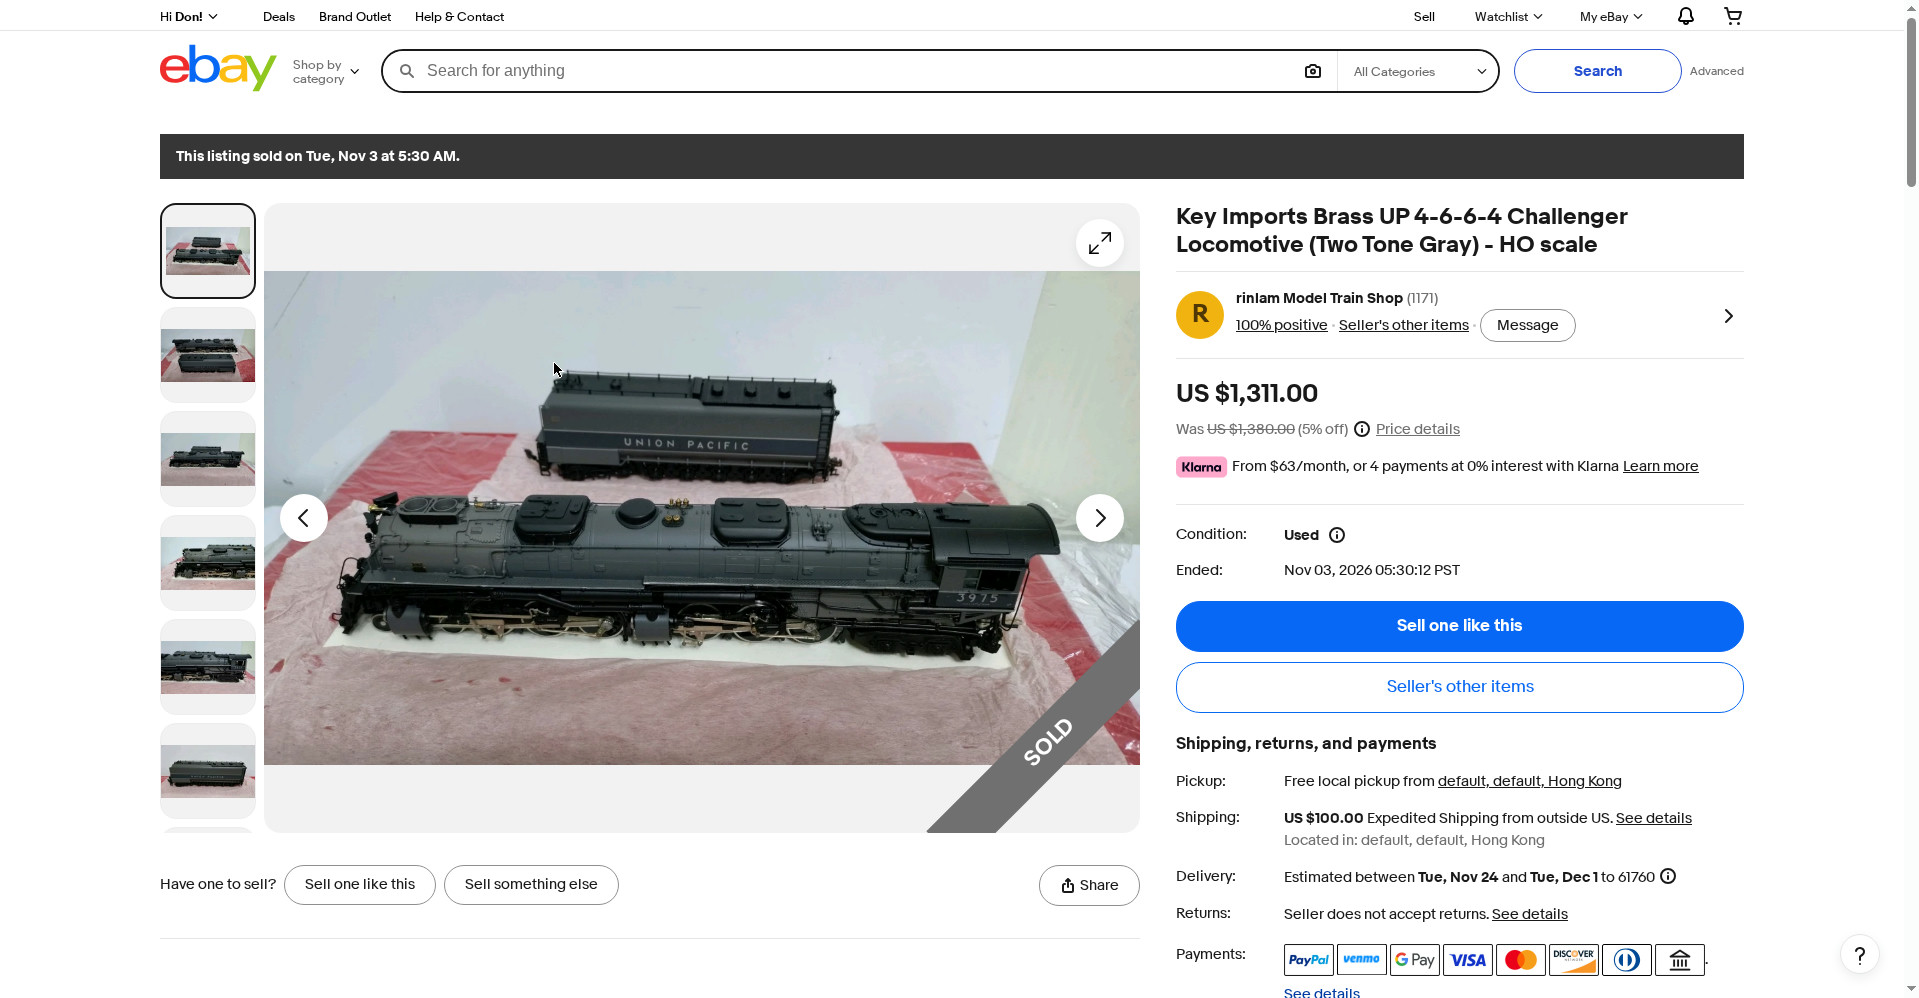 Hi Don!
Deals
Brand Outlet
Help & Contact
Sell
Watchlist
My eBay
ebay
Shop by
category
Search for anything
All Categories
Search
Advanced
This listing sold on Tue, Nov 3 at 5:30 AM.
UNION PACIFIC
3975
SOLD
Have one to sell?
Sell one like this
Sell something else
Share
Key Imports Brass UP 4-6-6-4 Challenger
Locomotive (Two Tone Gray) - HO scale
R
rinlam Model Train Shop (1171)
100% positive · Seller's other items · Message
US $1,311.00
Was US $1,380.00 (5% off) Price details
Klarna From $63/month, or 4 payments at 0% interest with Klarna Learn more
Condition: Used
Ended: Nov 03, 2026 05:30:12 PST
Sell one like this
Seller's other items
Shipping, returns, and payments
Pickup: Free local pickup from default, default, Hong Kong
Shipping: US $100.00 Expedited Shipping from outside US. See details
Located in: default, default, Hong Kong
Delivery: Estimated between Tue, Nov 24 and Tue, Dec 1 to 61760
Returns: Seller does not accept returns. See details
Payments: PayPal venmo G Pay VISA DISCOVER
See details
?